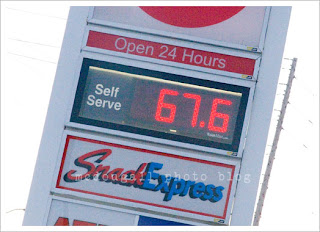 Open 24 Hours
Self
Serve
67.6
SmartExpress
mcdougall photo blog